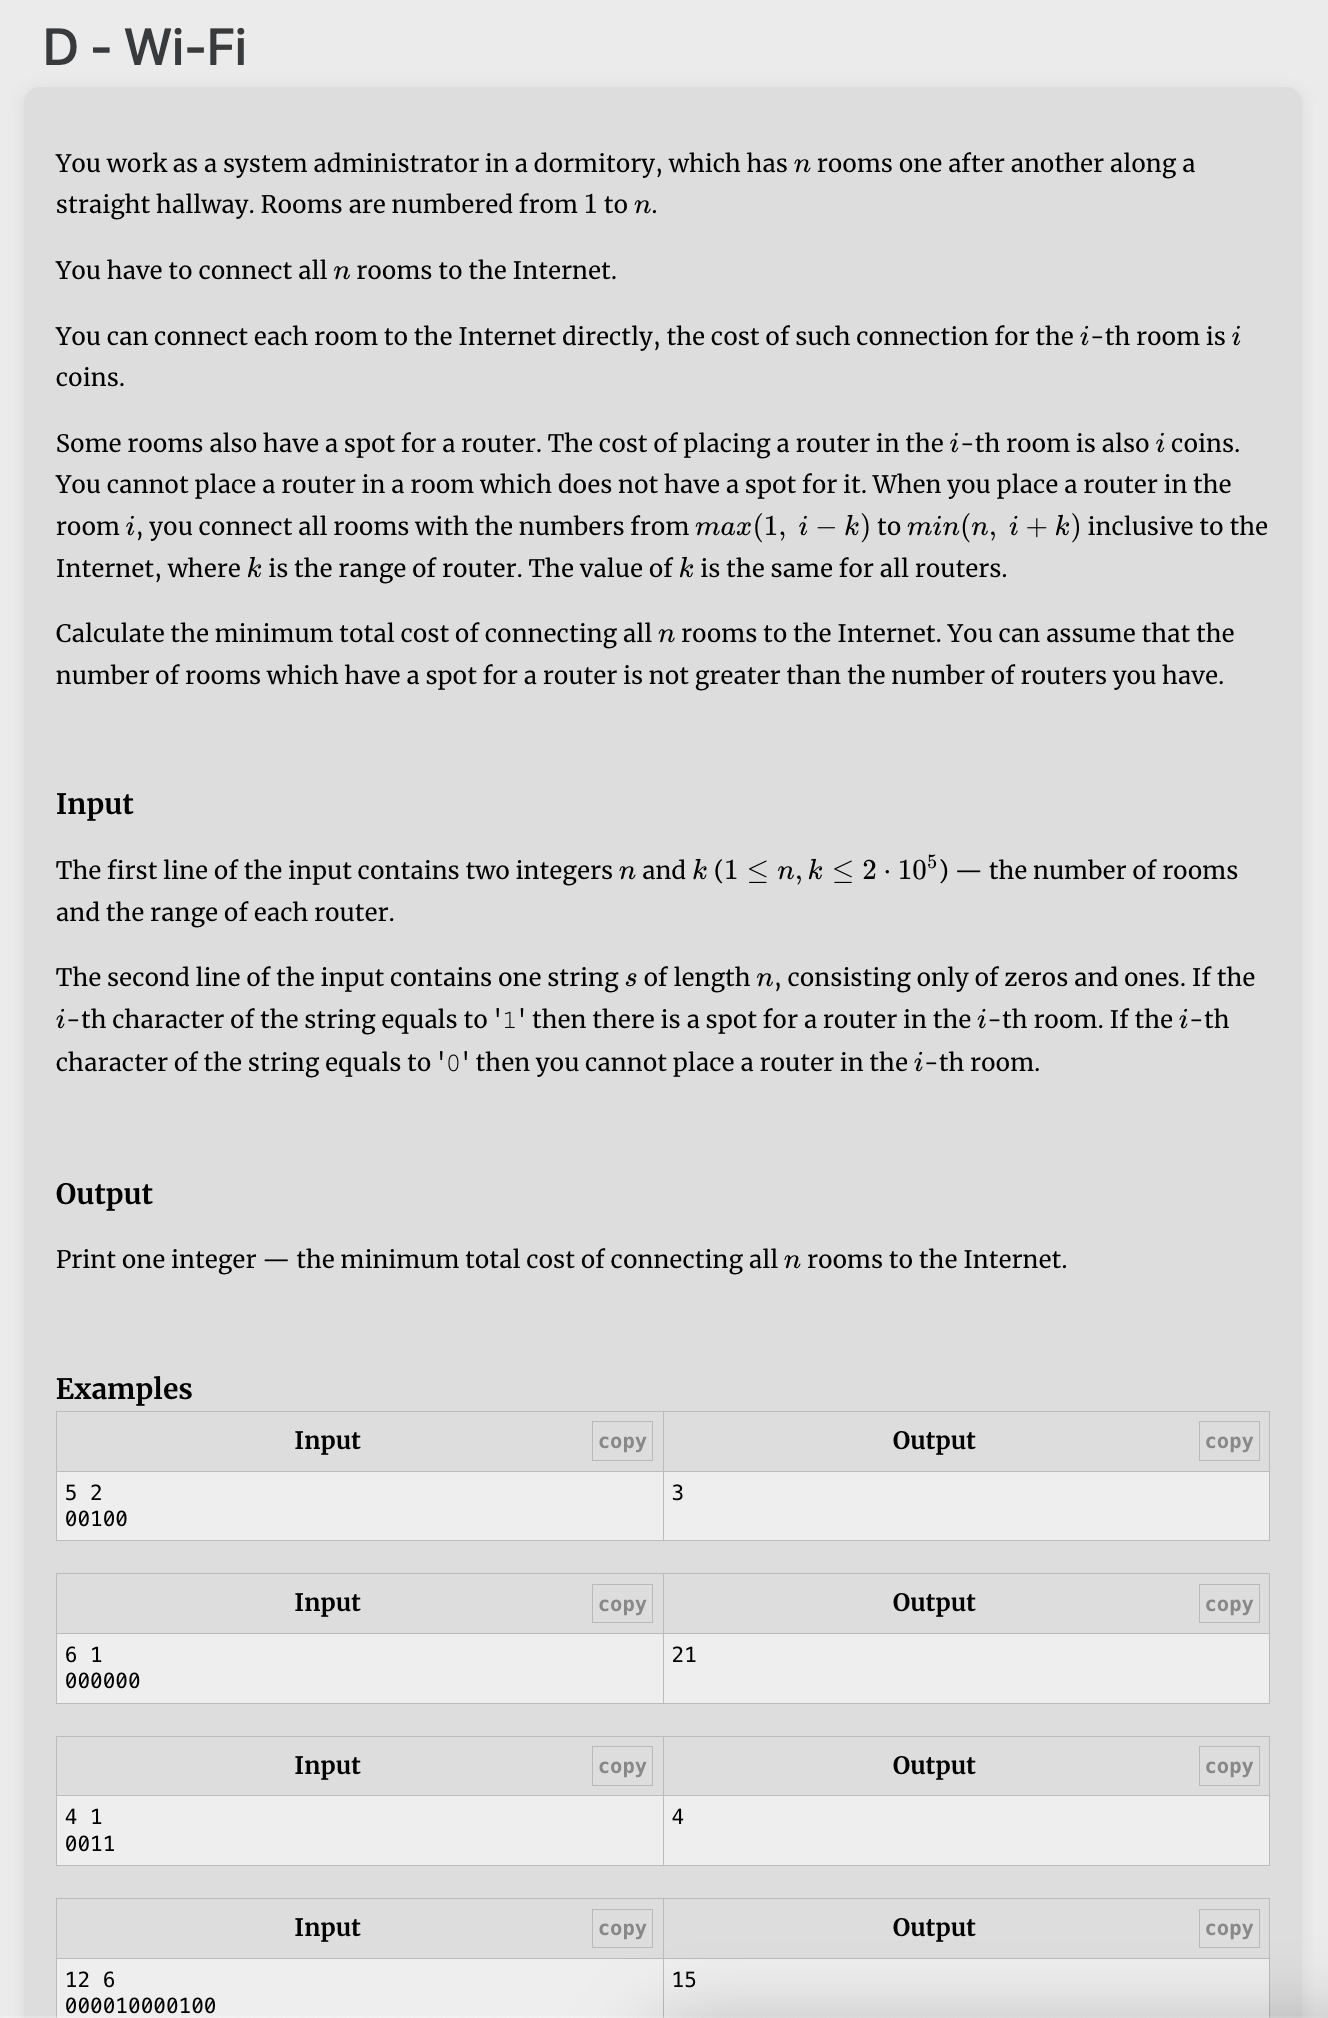 D - Wi-Fi
You work as a system administrator in a dormitory, which has n rooms one after another along a
straight hallway. Rooms are numbered from 1 to n.
You have to connect all n rooms to the Internet.
You can connect each room to the Internet directly, the cost of such connection for the i-th room is i
coins.
Some rooms also have a spot for a router. The cost of placing a router in the i-th room is also i coins.
You cannot place a router in a room which does not have a spot for it. When you place a router in the
room i, you connect all rooms with the numbers from max(1, i − k) to min(n, i + k) inclusive to the
Internet, where k is the range of router. The value of k is the same for all routers.
Calculate the minimum total cost of connecting all n rooms to the Internet. You can assume that the
number of rooms which have a spot for a router is not greater than the number of routers you have.
Input
The first line of the input contains two integers n and k (1 ≤ n, k ≤ 2 · 10⁵) — the number of rooms
and the range of each router.
The second line of the input contains one string s of length n, consisting only of zeros and ones. If the
i-th character of the string equals to '1' then there is a spot for a router in the i-th room. If the i-th
character of the string equals to '0' then you cannot place a router in the i-th room.
Output
Print one integer — the minimum total cost of connecting all n rooms to the Internet.
Examples
Input copy Output copy
5 2 3
00100
Input copy Output copy
6 1 21
000000
Input copy Output copy
4 1 4
0011
Input copy Output copy
12 6 15
000010000100